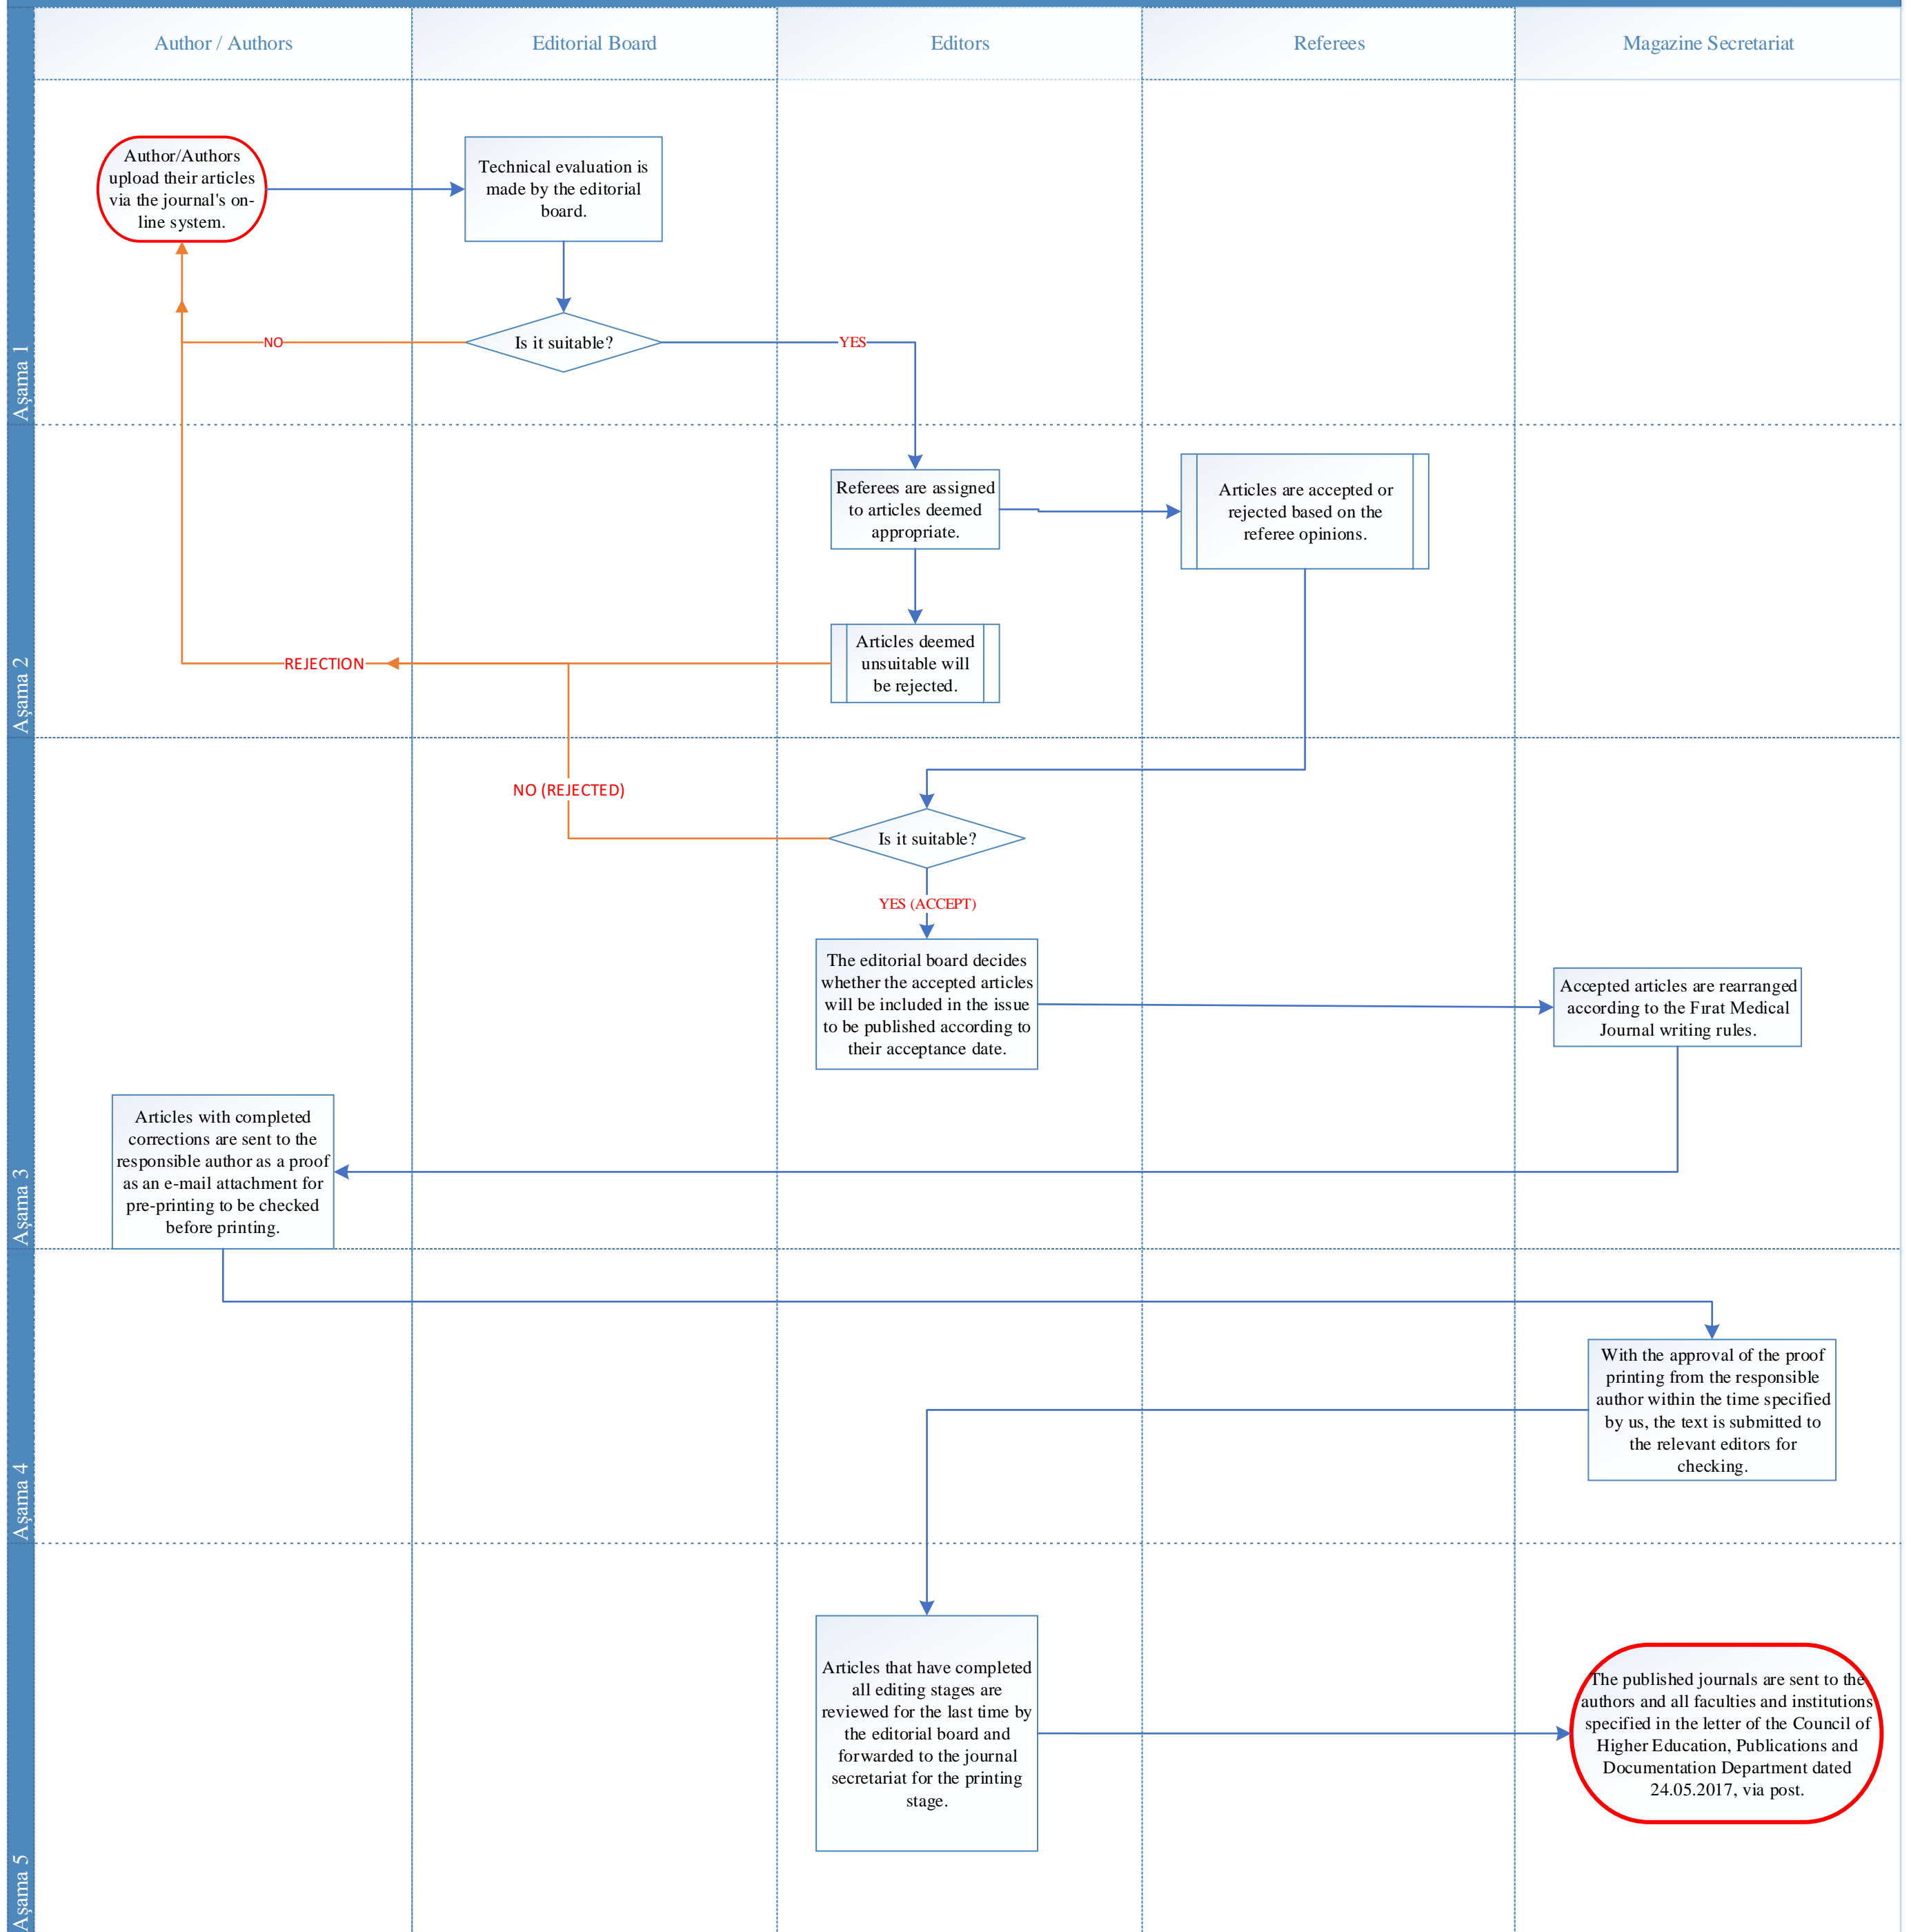 Author / Authors
Editorial Board
Editors
Referees
Magazine Secretariat
Aşama 1
Author/Authors
upload their articles
via the journal's on-
line system.
Technical evaluation is
made by the editorial
board.
Is it suitable?
NO
YES
Aşama 2
Referees are assigned
to articles deemed
appropriate.
Articles are accepted or
rejected based on the
referee opinions.
Articles deemed
unsuitable will
be rejected.
REJECTION
Aşama 3
NO (REJECTED)
Is it suitable?
YES (ACCEPT)
The editorial board decides
whether the accepted articles
will be included in the issue
to be published according to
their acceptance date.
Accepted articles are rearranged
according to the Fırat Medical
Journal writing rules.
Articles with completed
corrections are sent to the
responsible author as a proof
as an e-mail attachment for
pre-printing to be checked
before printing.
Aşama 4
With the approval of the proof
printing from the responsible
author within the time specified
by us, the text is submitted to
the relevant editors for
checking.
Aşama 5
Articles that have completed
all editing stages are
reviewed for the last time by
the editorial board and
forwarded to the journal
secretariat for the printing
stage.
The published journals are sent to the
authors and all faculties and institutions
specified in the letter of the Council of
Higher Education, Publications and
Documentation Department dated
24.05.2017, via post.